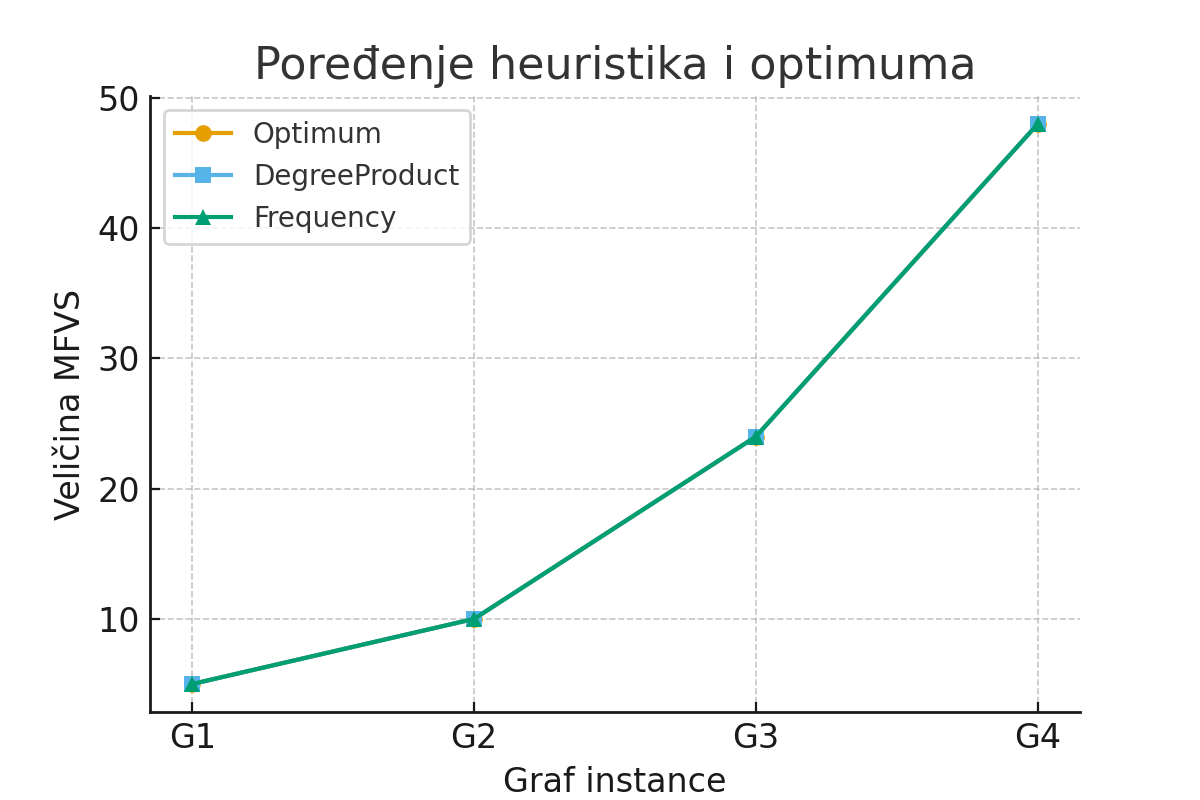 Poređenje heuristika i optimuma
50
40
30
20
10
Veličina MFVS
Optimum
DegreeProduct
Frequency
G1 G2 G3 G4
Graf instance